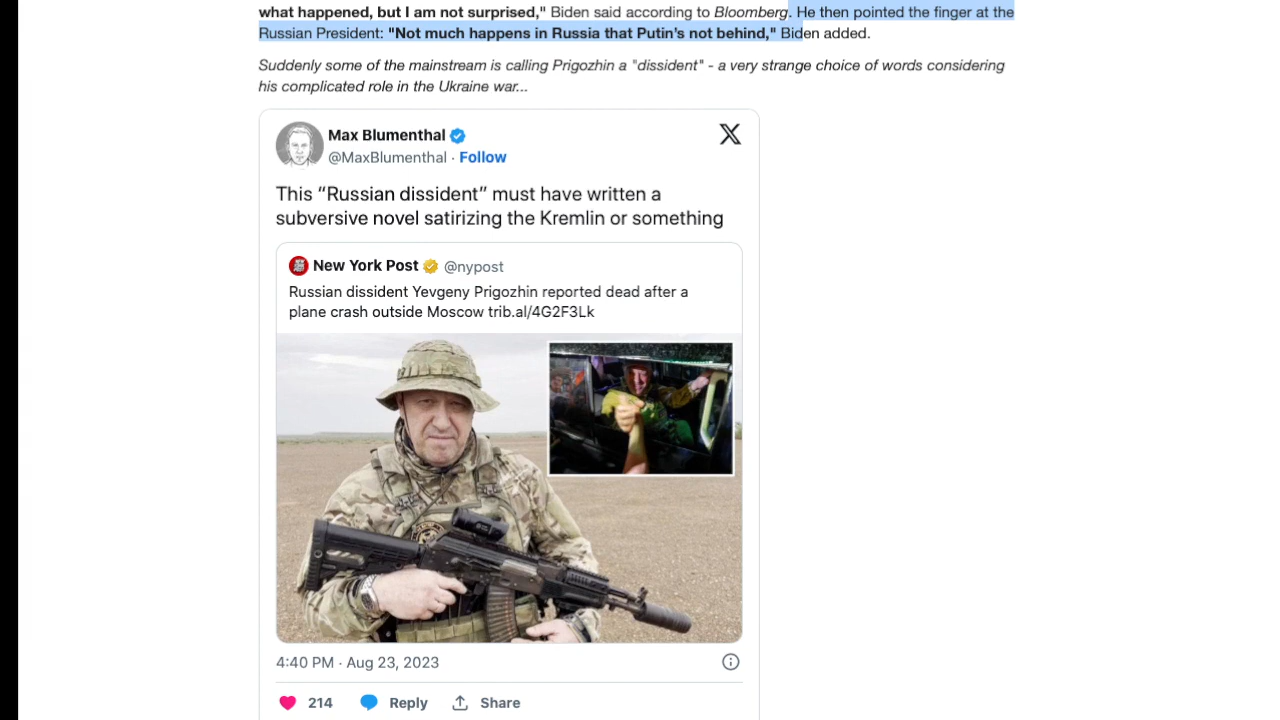 what happened, but I am not surprised," Biden said according to Bloomberg. He then pointed the finger at the
Russian President: "Not much happens in Russia that Putin’s not behind," Biden added.
Suddenly some of the mainstream is calling Prigozhin a "dissident" - a very strange choice of words considering
his complicated role in the Ukraine war...
Max Blumenthal
@MaxBlumenthal · Follow
This “Russian dissident” must have written a
subversive novel satirizing the Kremlin or something
New York Post @nypost
Russian dissident Yevgeny Prigozhin reported dead after a
plane crash outside Moscow trib.al/4G2F3Lk
4:40 PM · Aug 23, 2023
214 Reply Share